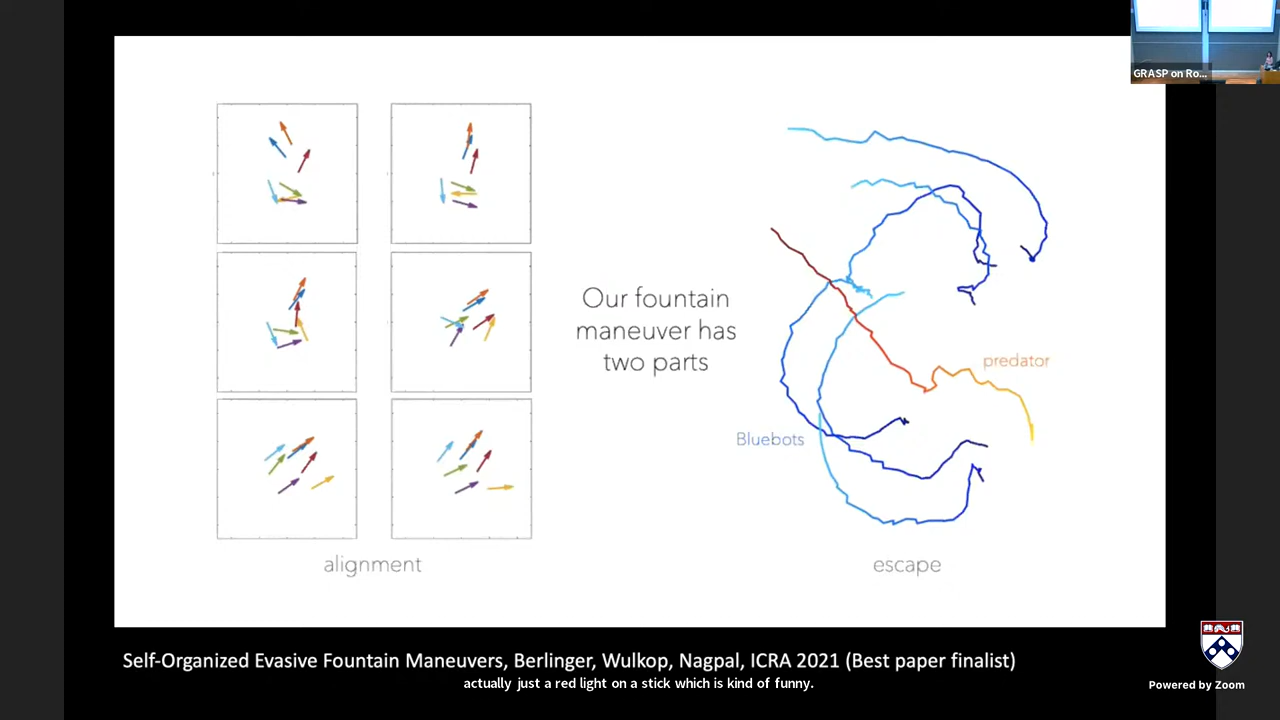 GRASP on Ro...
Our fountain
maneuver has
two parts
predator
Bluebots
alignment
escape
Self-Organized Evasive Fountain Maneuvers, Berlinger, Wulkop, Nagpal, ICRA 2021 (Best paper finalist)
actually just a red light on a stick which is kind of funny.
Powered by Zoom